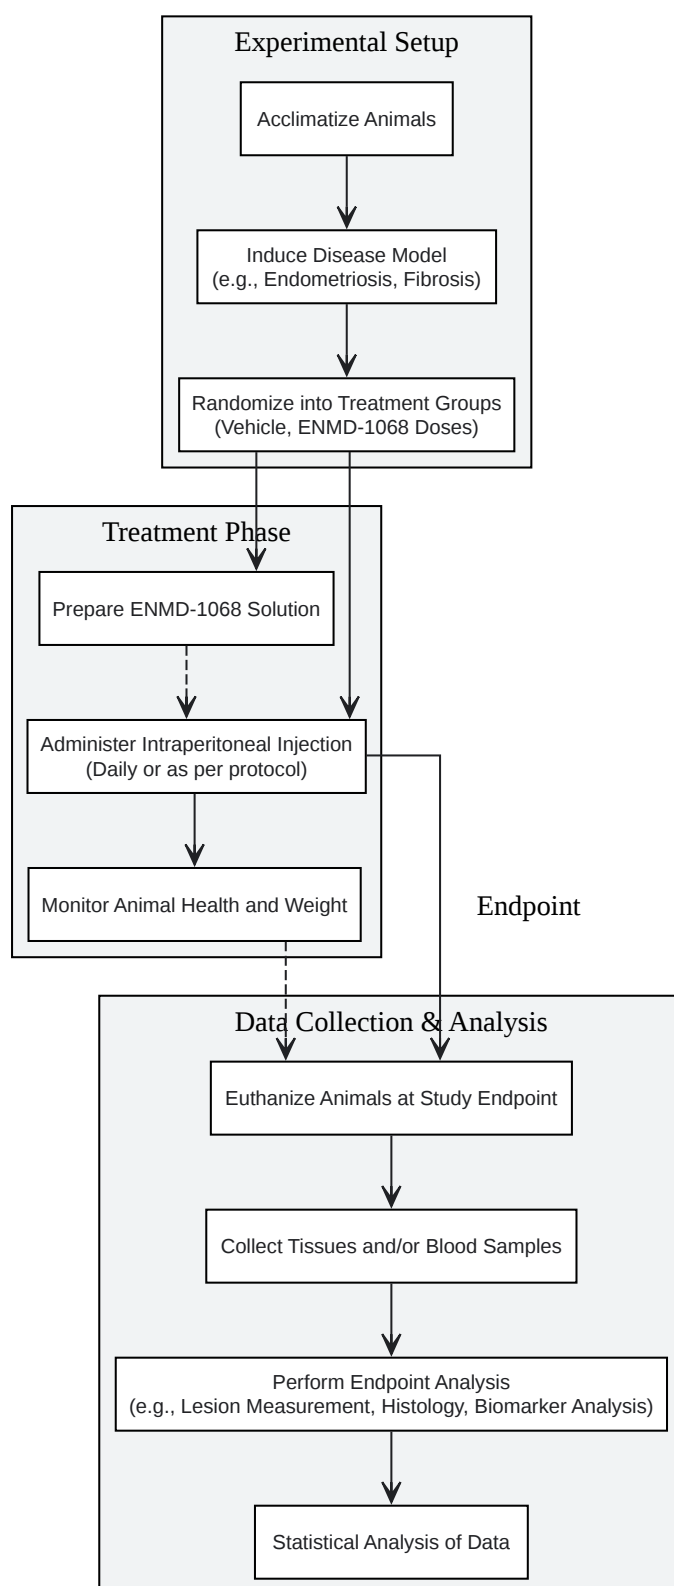 Experimental Setup
Acclimatize Animals
Induce Disease Model
(e.g., Endometriosis, Fibrosis)
Randomize into Treatment Groups
(Vehicle, ENMD-1068 Doses)
Treatment Phase
Prepare ENMD-1068 Solution
Administer Intraperitoneal Injection
(Daily or as per protocol)
Monitor Animal Health and Weight
Endpoint
Data Collection & Analysis
Euthanize Animals at Study Endpoint
Collect Tissues and/or Blood Samples
Perform Endpoint Analysis
(e.g., Lesion Measurement, Histology, Biomarker Analysis)
Statistical Analysis of Data